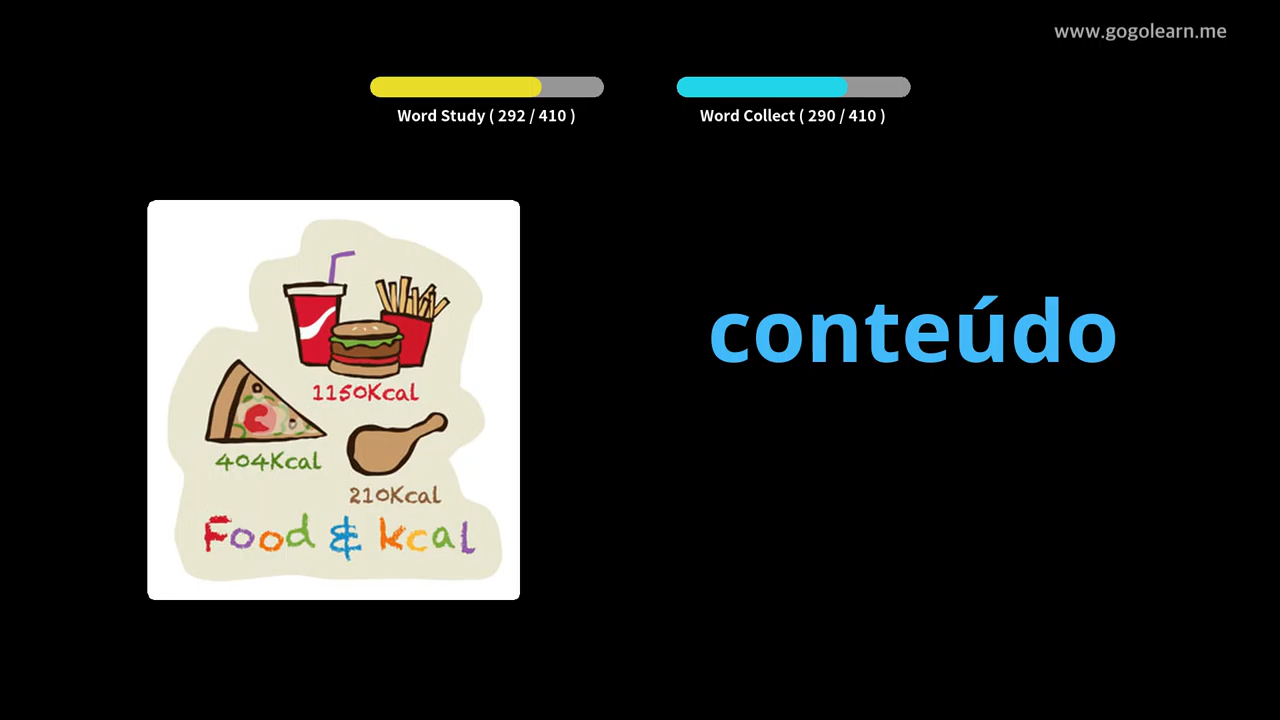 www.gogolearn.me
Word Study ( 292 / 410 )
Word Collect ( 290 / 410 )
1150Kcal
404Kcal
210Kcal
Food & kcal
conteúdo